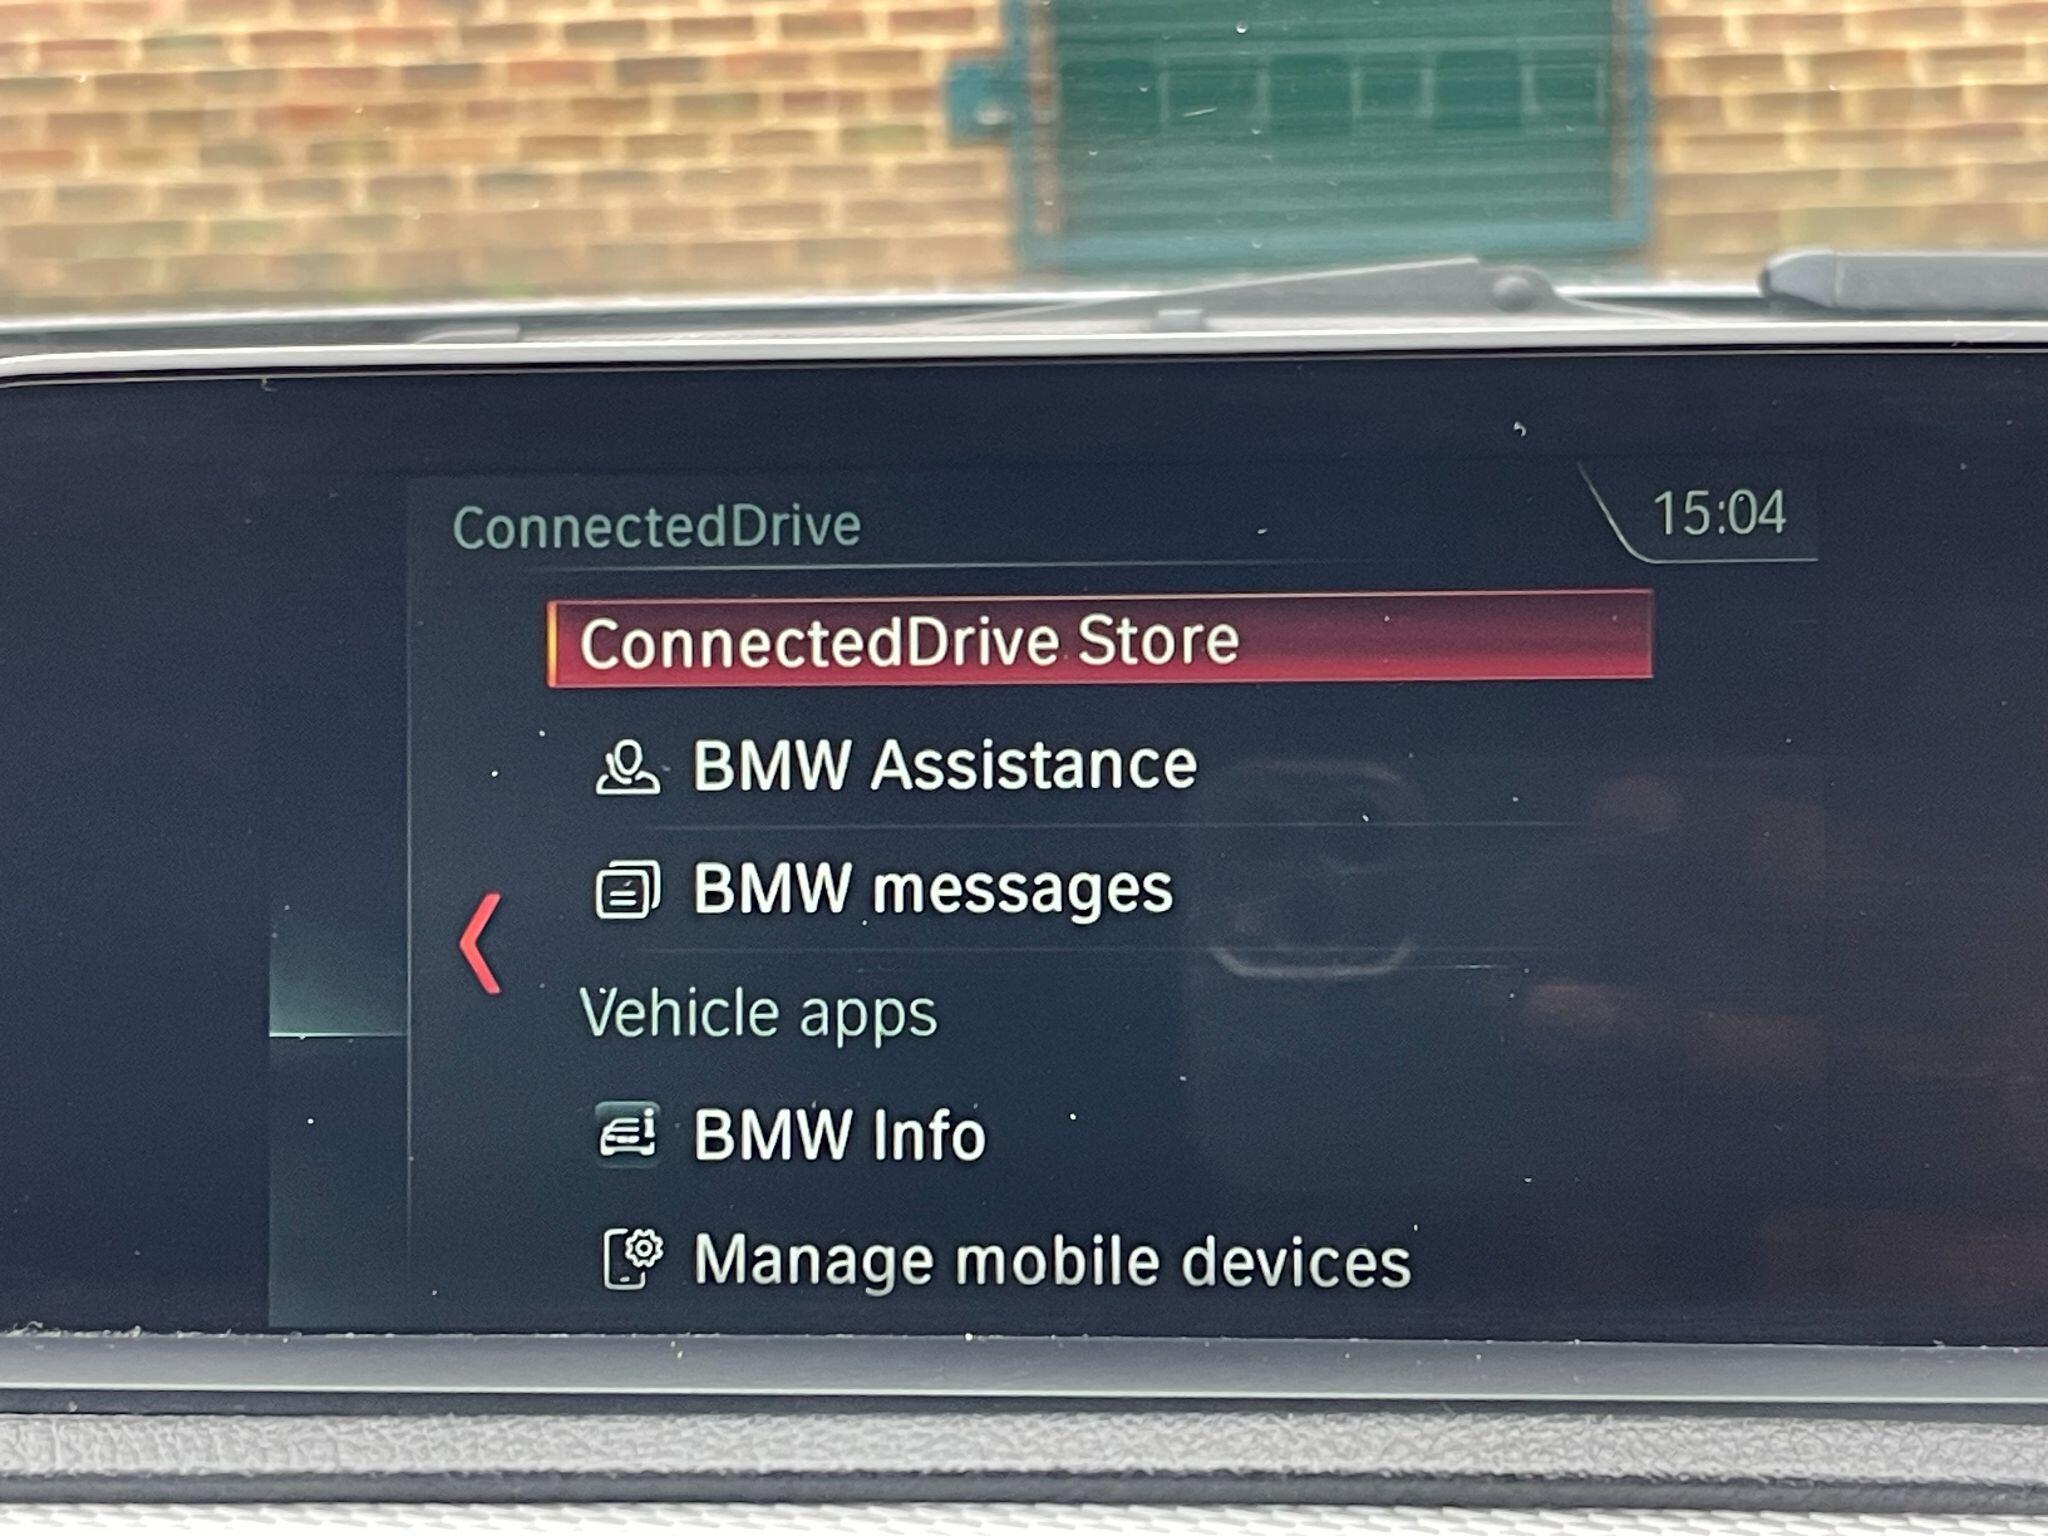 ConnectedDrive
15:04
ConnectedDrive Store
BMW Assistance
BMW messages
Vehicle apps
BMW Info
Manage mobile devices